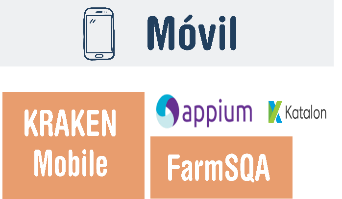 Móvil
KRAKEN
Mobile
appium
Katalon
FarmSQA